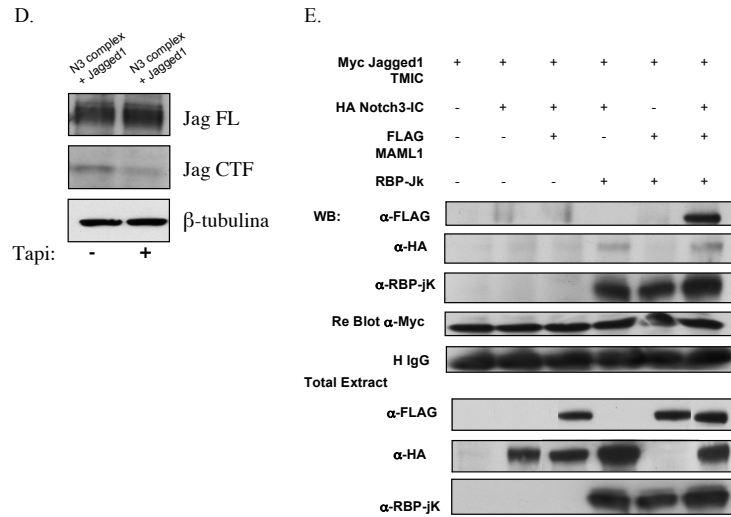 D.
N3 complex
+ Jagged1
N3 complex
+ Jagged1
Jag FL
Jag CTF
β-tubulina
Tapi: - +
E.
Myc Jagged1 + + + + + +
TMIC
HA Notch3-IC - + + + - +
FLAG - - + - + +
MAML1
RBP-Jk - - - + + +
WB: α-FLAG
α-HA
α-RBP-jK
Re Blot α-Myc
H IgG
Total Extract
α-FLAG
α-HA
α-RBP-jK